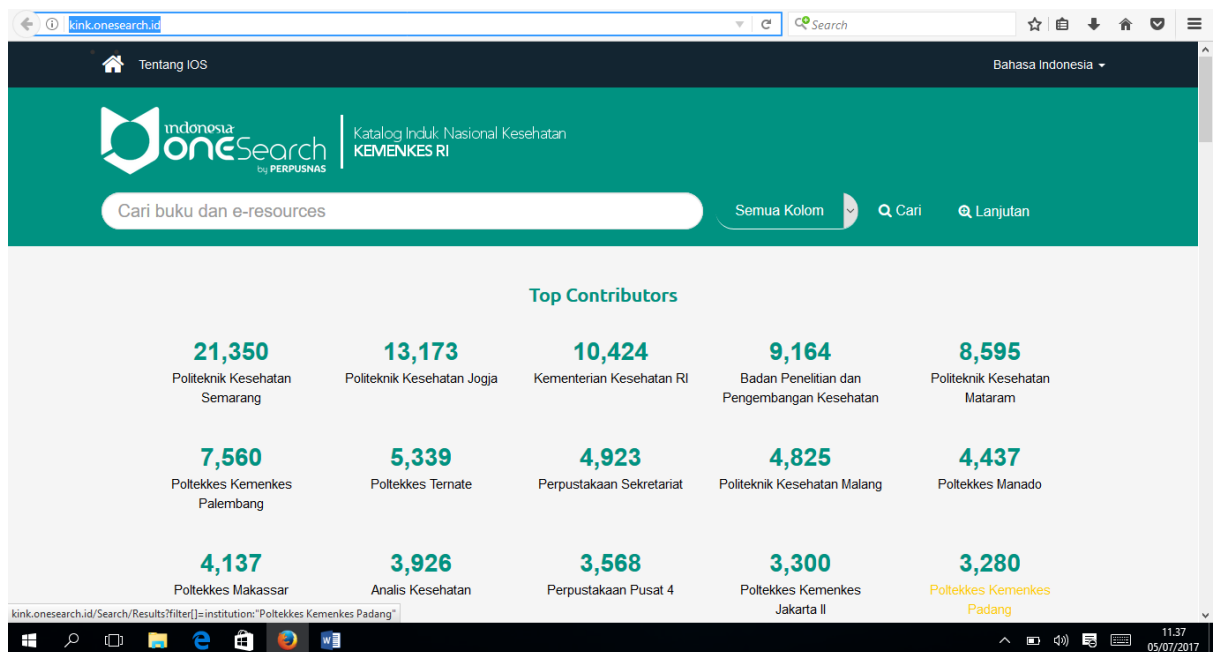 kink.onesearch.id
Search
Tentang IOS
Bahasa Indonesia
indonesia
oneSearch
by PERPUSNAS
Katalog Induk Nasional Kesehatan
KEMENKES RI
Cari buku dan e-resources
Semua Kolom
Cari
Lanjutan
Top Contributors
21,350
Politeknik Kesehatan
Semarang
13,173
Politeknik Kesehatan Jogja
10,424
Kementerian Kesehatan RI
9,164
Badan Penelitian dan
Pengembangan Kesehatan
8,595
Politeknik Kesehatan
Mataram
7,560
Poltekkes Kemenkes
Palembang
5,339
Poltekkes Ternate
4,923
Perpustakaan Sekretariat
4,825
Politeknik Kesehatan Malang
4,437
Poltekkes Manado
4,137
Poltekkes Makassar
3,926
Analis Kesehatan
3,568
Perpustakaan Pusat 4
3,300
Poltekkes Kemenkes
Jakarta II
3,280
Poltekkes Kemenkes
Padang
kink.onesearch.id/Search/Results?filter[]=institution:"Poltekkes Kemenkes Padang"
11.37
05/07/2017